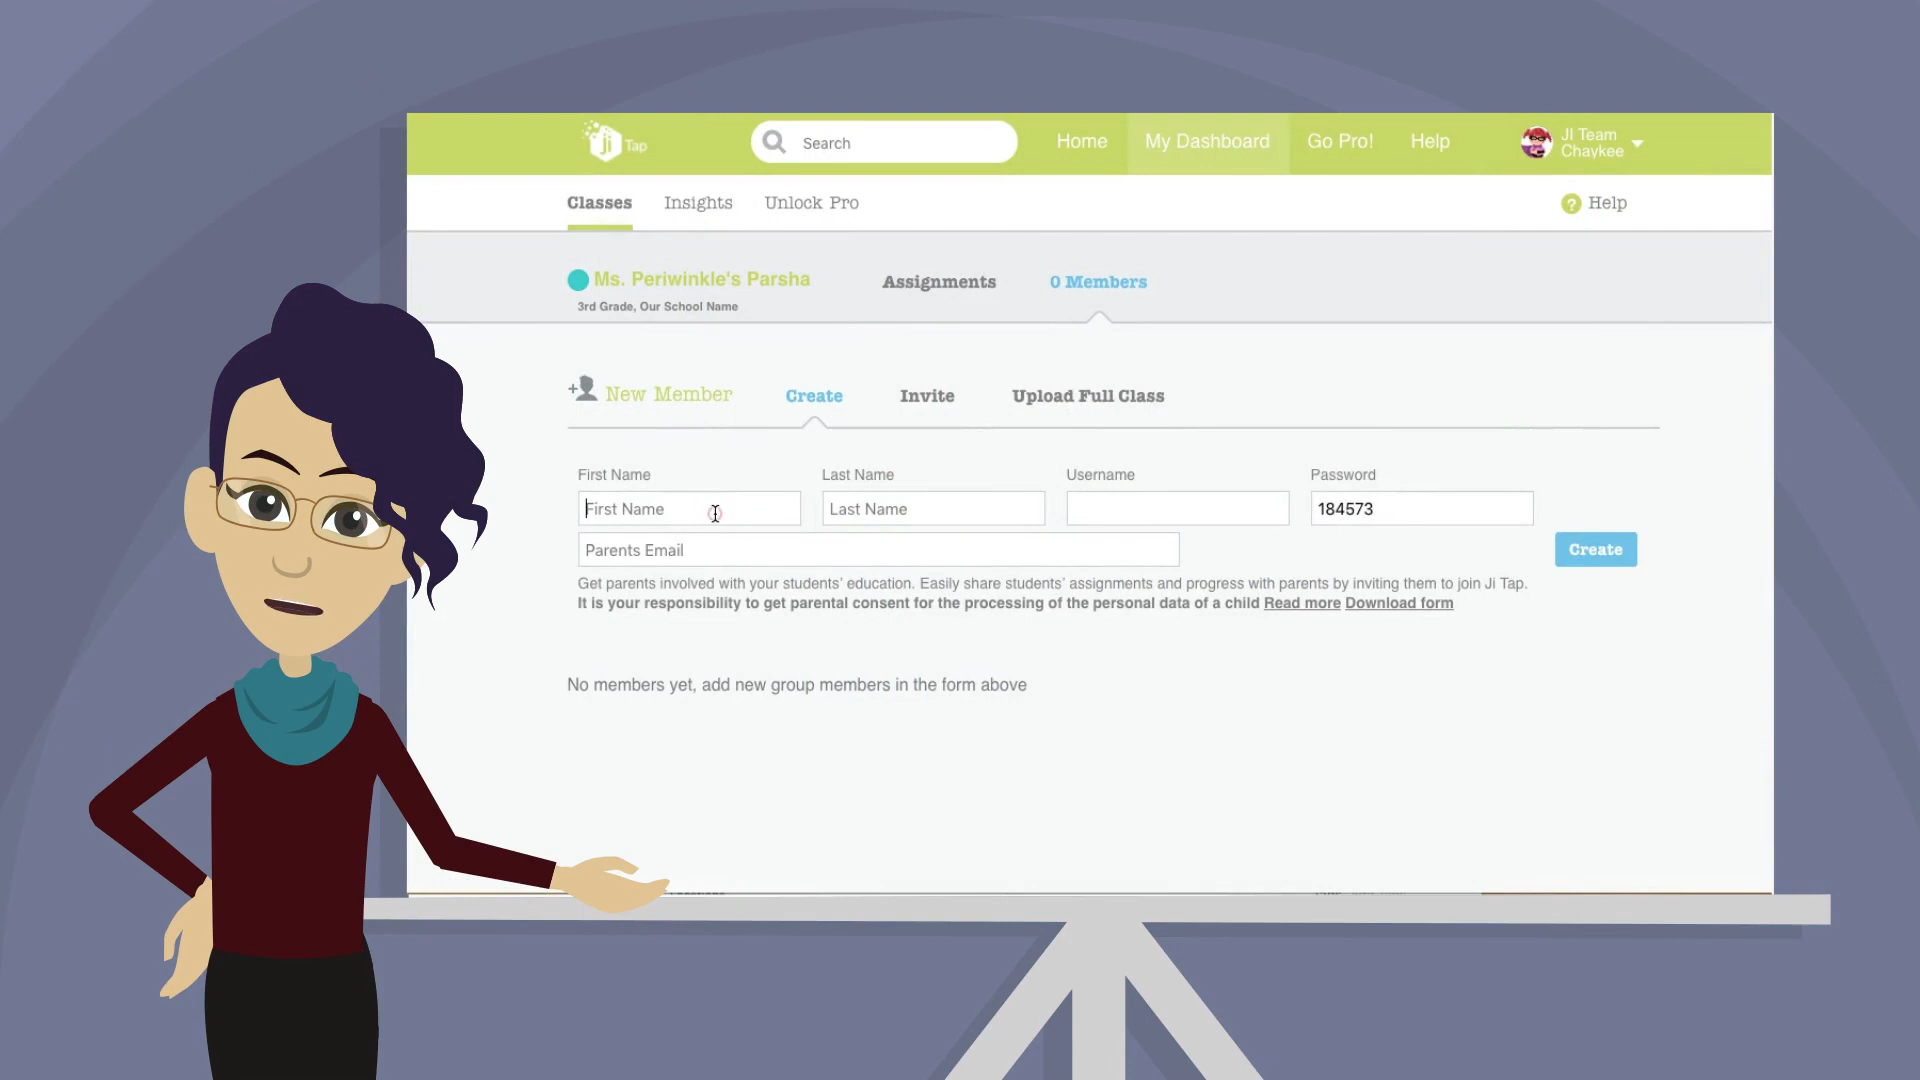 ji Tap
Search
Home
My Dashboard
Go Pro!
Help
JI Team
Chaykee
Classes
Insights
Unlock Pro
? Help
Ms. Periwinkle's Parsha
3rd Grade, Our School Name
Assignments
0 Members
New Member
Create
Invite
Upload Full Class
First Name
Last Name
Username
Password
First Name
Last Name
184573
Parents Email
Create
Get parents involved with your students' education. Easily share students' assignments and progress with parents by inviting them to join Ji Tap.
It is your responsibility to get parental consent for the processing of the personal data of a child Read more Download form
No members yet, add new group members in the form above